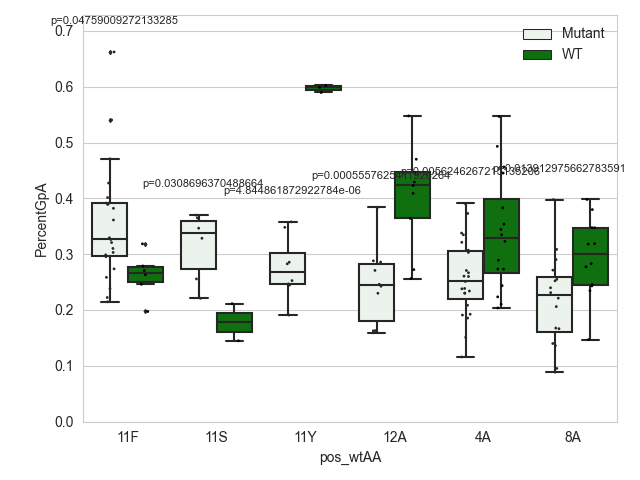 p=0.04759009272133285
Mutant
WT
0.7
0.6
0.5
0.4
0.3
0.2
0.1
0.0
PercentGpA
p=0.0308696370488664
p=4.844861872922784e-06
11F
11S
11Y
12A
4A
8A
pos_wtAA